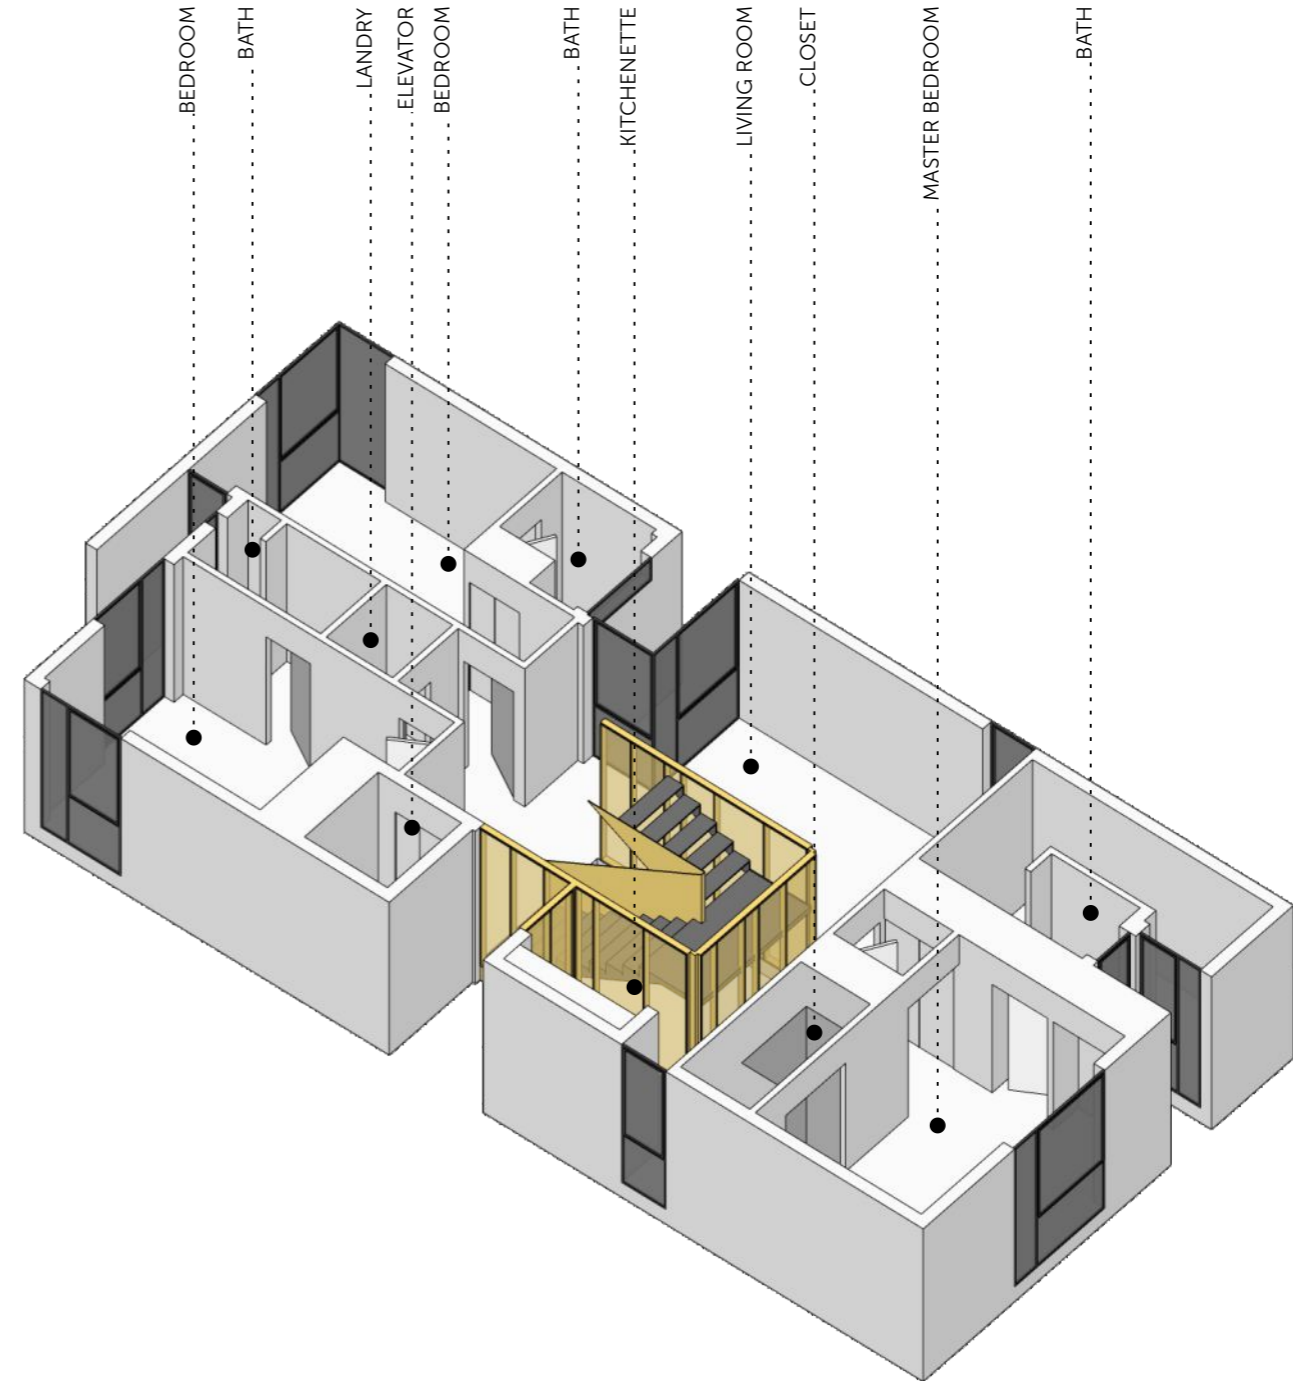 BEDROOM
BATH
LANDRY
ELEVATOR
BEDROOM
BATH
KITCHENETTE
LIVING ROOM
CLOSET
MASTER BEDROOM
BATH